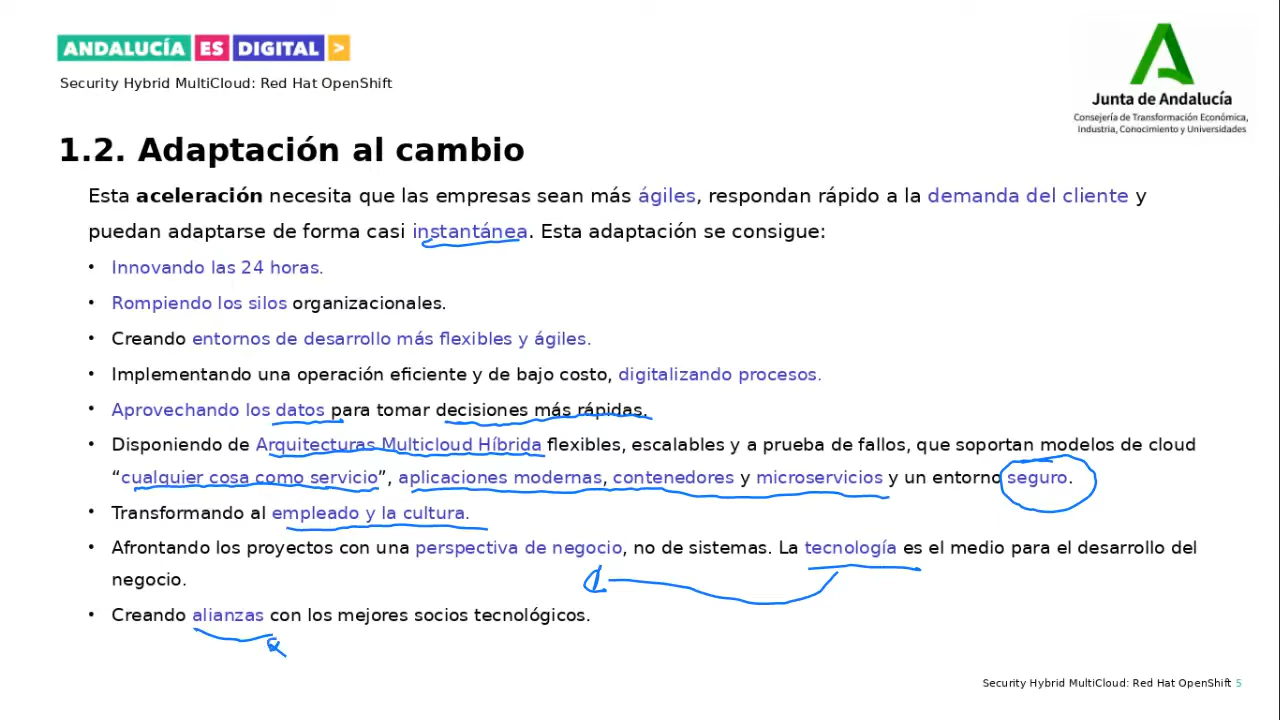 ANDALUCÍA ES DIGITAL >
Security Hybrid MultiCloud: Red Hat OpenShift
Junta de Andalucía
Consejería de Transformación Económica,
Industria, Conocimiento y Universidades
1.2. Adaptación al cambio
Esta aceleración necesita que las empresas sean más ágiles, respondan rápido a la demanda del cliente y
puedan adaptarse de forma casi instantánea. Esta adaptación se consigue:
• Innovando las 24 horas.
• Rompiendo los silos organizacionales.
• Creando entornos de desarrollo más flexibles y ágiles.
• Implementando una operación eficiente y de bajo costo, digitalizando procesos.
• Aprovechando los datos para tomar decisiones más rápidas.
• Disponiendo de Arquitecturas Multicloud Híbrida flexibles, escalables y a prueba de fallos, que soportan modelos de cloud
“cualquier cosa como servicio”, aplicaciones modernas, contenedores y microservicios y un entorno seguro.
• Transformando al empleado y la cultura.
• Afrontando los proyectos con una perspectiva de negocio, no de sistemas. La tecnología es el medio para el desarrollo del
negocio.
• Creando alianzas con los mejores socios tecnológicos.
Security Hybrid MultiCloud: Red Hat OpenShift 5